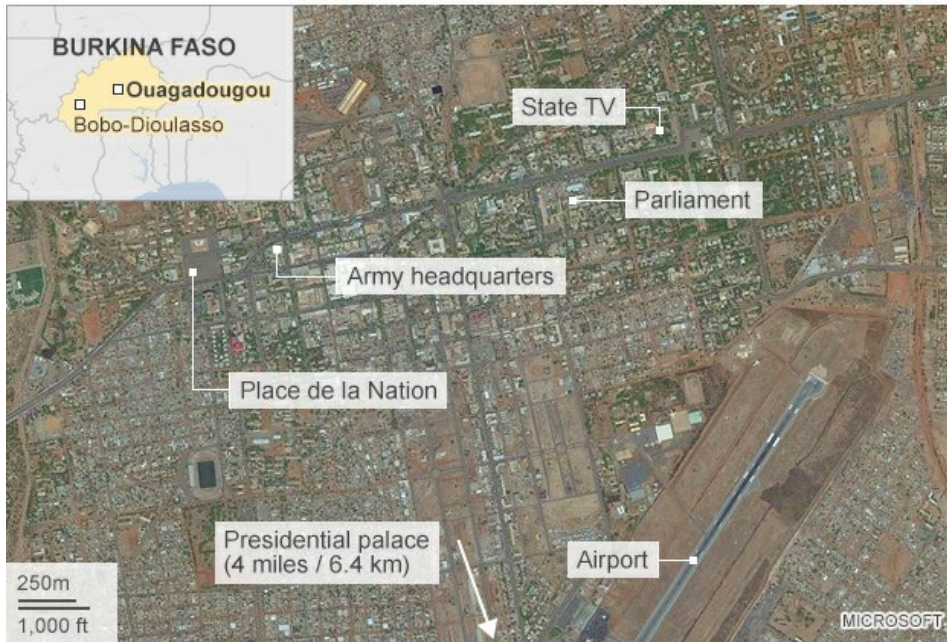 BURKINA FASO
Ouagadougou
Bobo-Dioulasso
State TV
Parliament
Army headquarters
Place de la Nation
Presidential palace
(4 miles / 6.4 km)
Airport
250m
1,000 ft
MICROSOFT